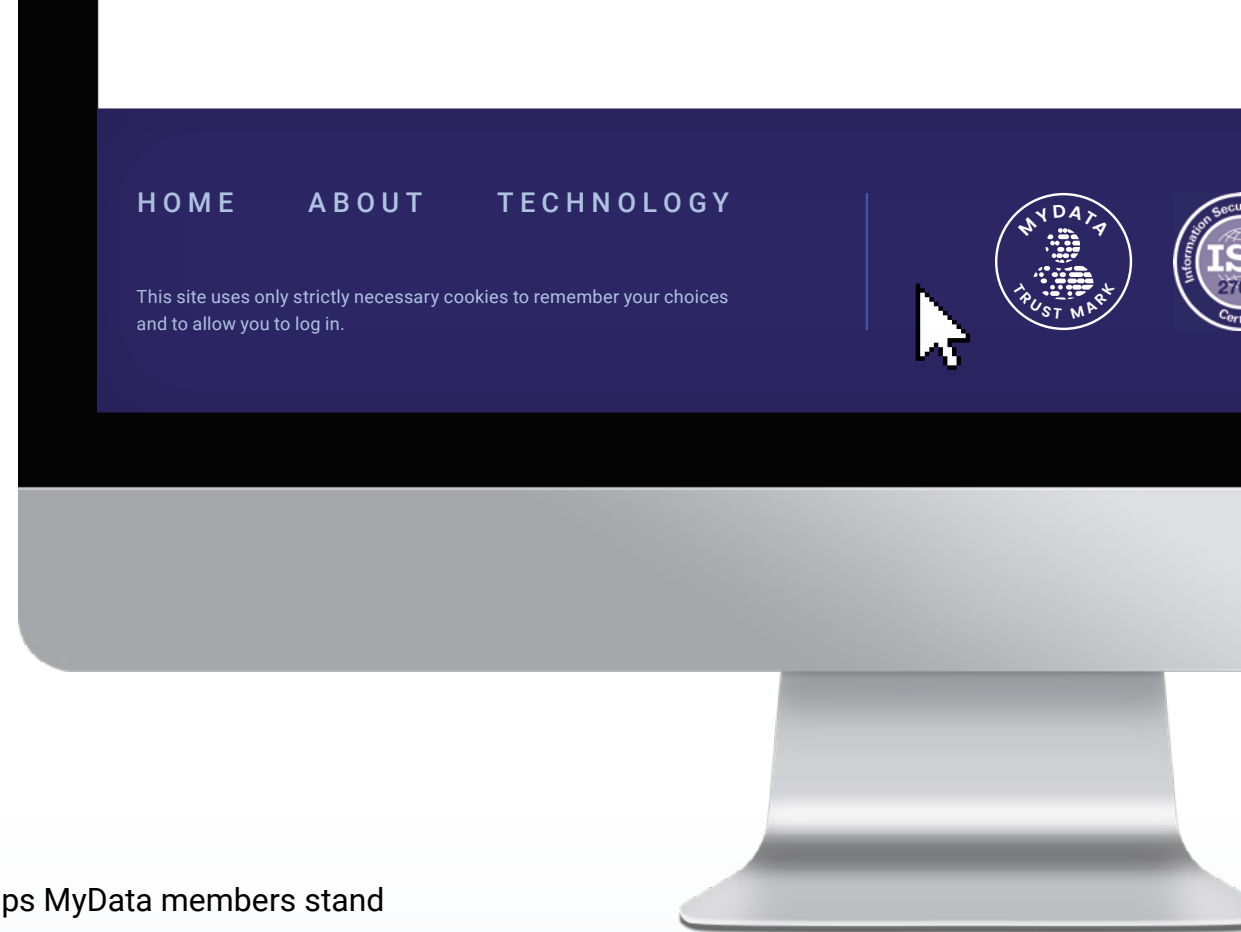 HOME ABOUT TECHNOLOGY
This site uses only strictly necessary cookies to remember your choices
and to allow you to log in.
MYDATA
TRUST MARK
Information
ps MyData members stand